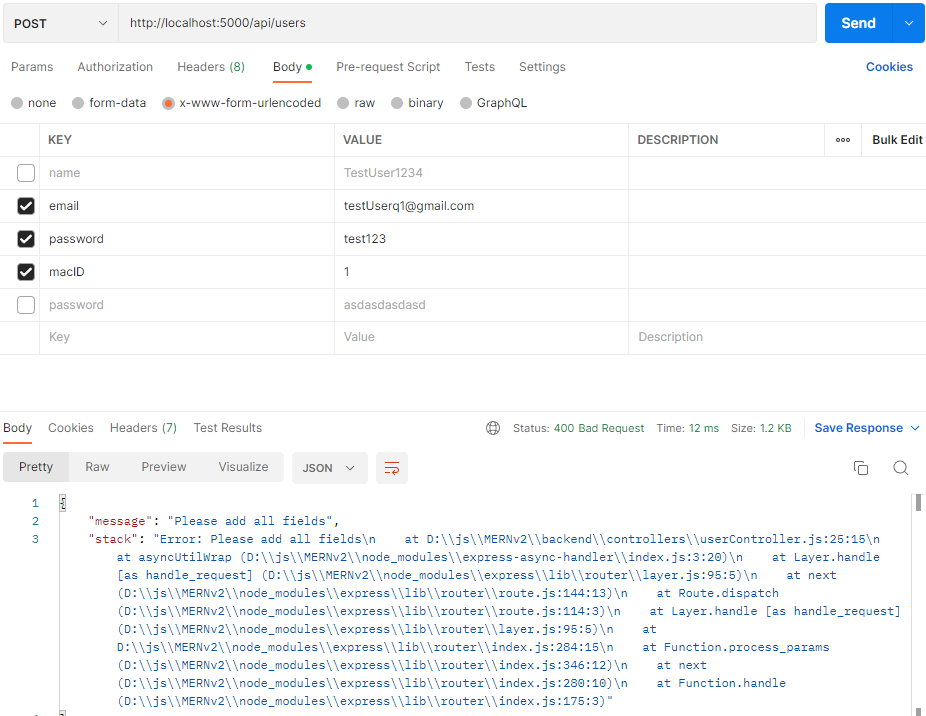 POST http://localhost:5000/api/users Send
Params Authorization Headers (8) Body Pre-request Script Tests Settings Cookies
none form-data x-www-form-urlencoded raw binary GraphQL
KEY VALUE DESCRIPTION Bulk Edit
name TestUser1234
email testUserq1@gmail.com
password test123
macID 1
password asdasdasdasd
Key Value Description
Body Cookies Headers (7) Test Results Status: 400 Bad Request Time: 12 ms Size: 1.2 KB Save Response
Pretty Raw Preview Visualize JSON
1 {
2 "message": "Please add all fields",
3 "stack": "Error: Please add all fields\n    at D:\\js\\MERNv2\\backend\\controllers\\userController.js:25:15\n
at asyncUtilWrap (D:\\js\\MERNv2\\node_modules\\express-async-handler\\index.js:3:20)\n    at Layer.handle
[as handle_request] (D:\\js\\MERNv2\\node_modules\\express\\lib\\router\\layer.js:95:5)\n    at next
(D:\\js\\MERNv2\\node_modules\\express\\lib\\router\\route.js:144:13)\n    at Route.dispatch
(D:\\js\\MERNv2\\node_modules\\express\\lib\\router\\route.js:114:3)\n    at Layer.handle [as handle_request]
(D:\\js\\MERNv2\\node_modules\\express\\lib\\router\\layer.js:95:5)\n    at
D:\\js\\MERNv2\\node_modules\\express\\lib\\router\\index.js:284:15\n    at Function.process_params
(D:\\js\\MERNv2\\node_modules\\express\\lib\\router\\index.js:346:12)\n    at next
(D:\\js\\MERNv2\\node_modules\\express\\lib\\router\\index.js:280:10)\n    at Function.handle
(D:\\js\\MERNv2\\node_modules\\express\\lib\\router\\index.js:175:3)"